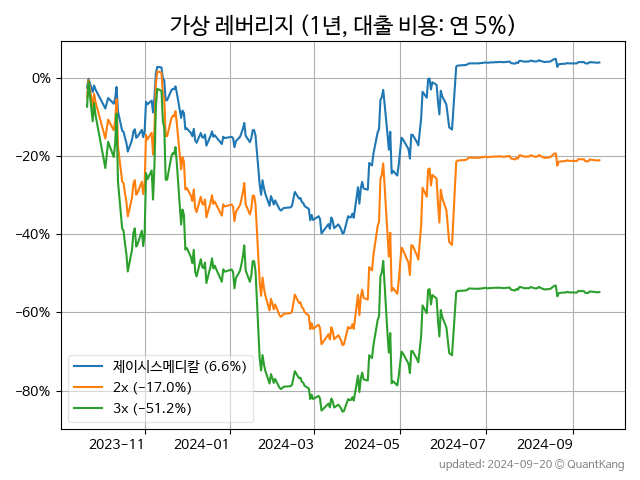 가상 레버리지 (1년, 대출 비용: 연 5%)
0%
−20%
−40%
−60%
−80%
제이시스메디칼 (6.6%)
2x (−17.0%)
3x (−51.2%)
2023-11 2024-01 2024-03 2024-05 2024-07 2024-09
updated: 2024-09-20 © QuantKang